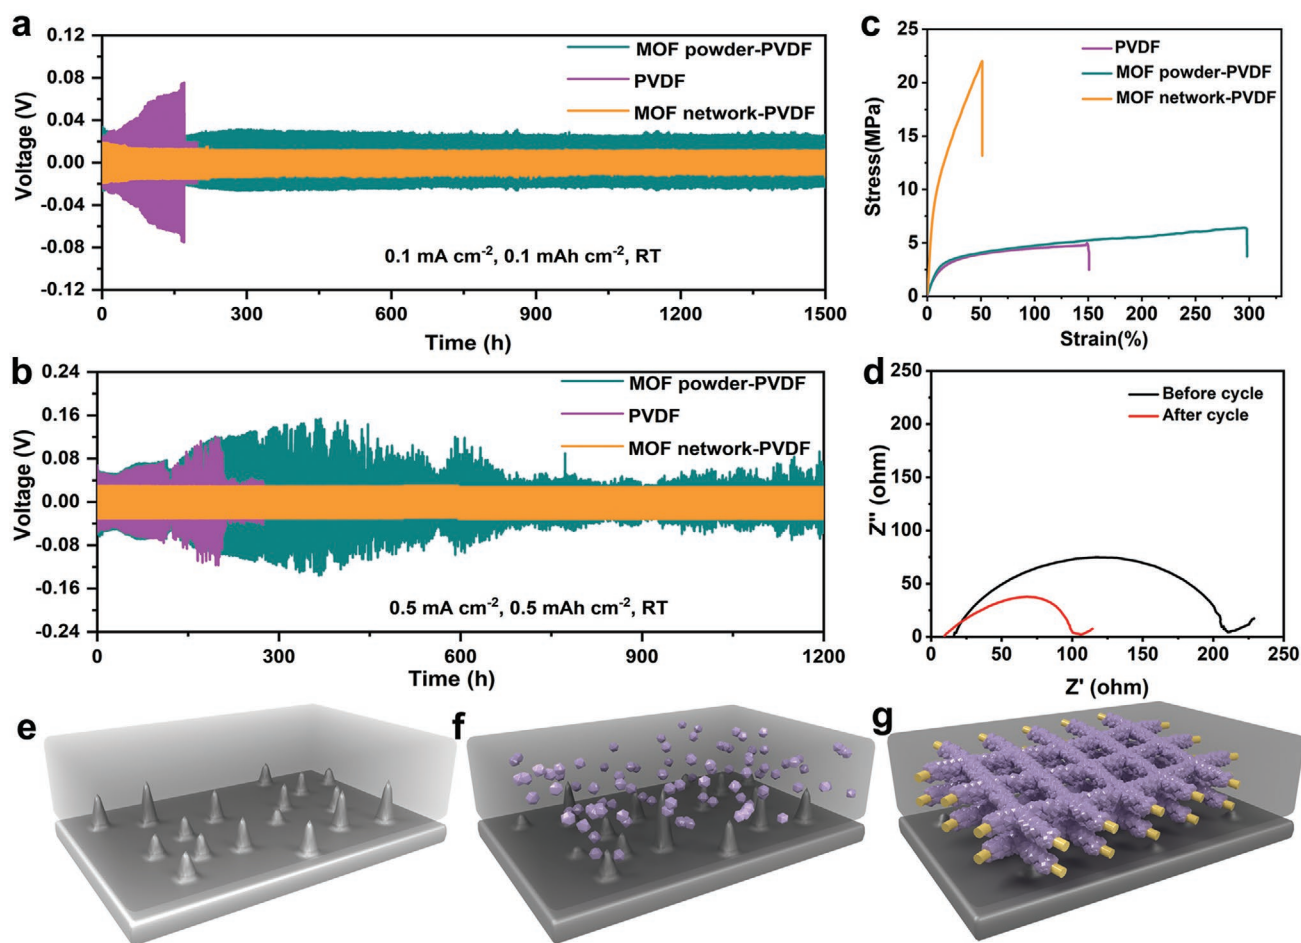 a
0.12
0.08
0.04
0.00
-0.04
-0.08
-0.12
Voltage (V)
MOF powder-PVDF
PVDF
MOF network-PVDF
0.1 mA cm-2, 0.1 mAh cm-2, RT
0 300 600 900 1200 1500
Time (h)
c
25
20
15
10
5
0
Stress(MPa)
PVDF
MOF powder-PVDF
MOF network-PVDF
0 50 100 150 200 250 300
Strain(%)
b
0.24
0.16
0.08
0.00
-0.08
-0.16
-0.24
Voltage (V)
MOF powder-PVDF
PVDF
MOF network-PVDF
0.5 mA cm-2, 0.5 mAh cm-2, RT
0 300 600 900 1200
Time (h)
d
250
200
150
100
50
0
Z'' (ohm)
Before cycle
After cycle
0 50 100 150 200 250
Z' (ohm)
e
f
g